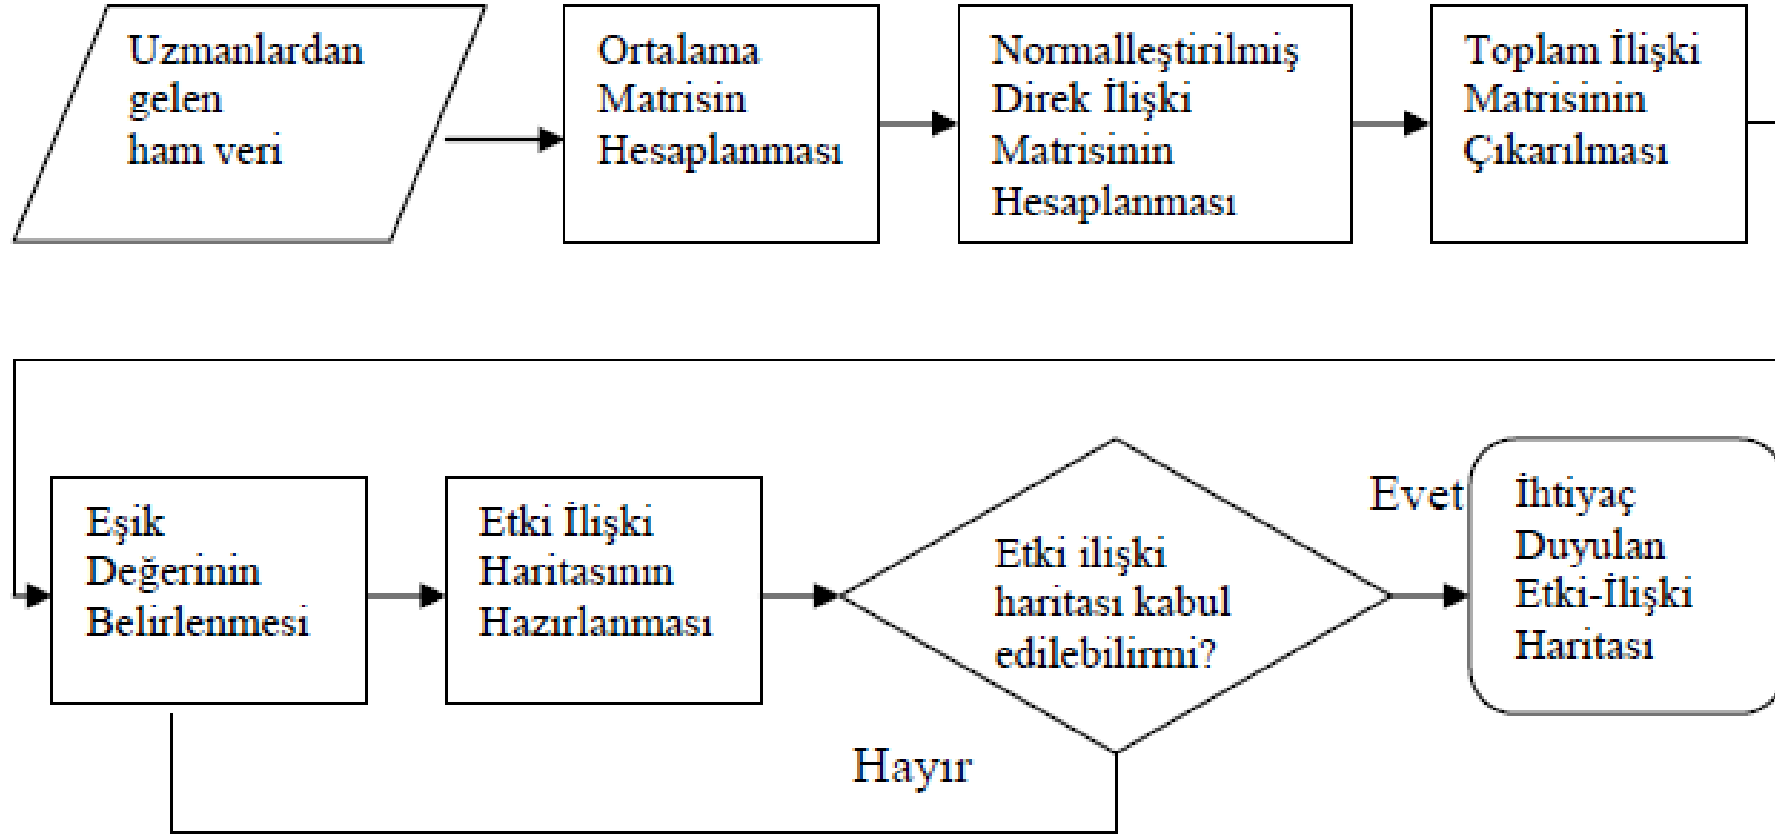 Uzmanlardan
gelen
ham veri
Ortalama
Matrisin
Hesaplanması
Normalleştirilmiş
Direk İlişki
Matrisinin
Hesaplanması
Toplam İlişki
Matrisinin
Çıkarılması
Eşik
Değerinin
Belirlenmesi
Etki İlişki
Haritasının
Hazırlanması
Etki ilişki
haritası kabul
edilebilirmi?
Evet
İhtiyaç
Duyulan
Etki-İlişki
Haritası
Hayır